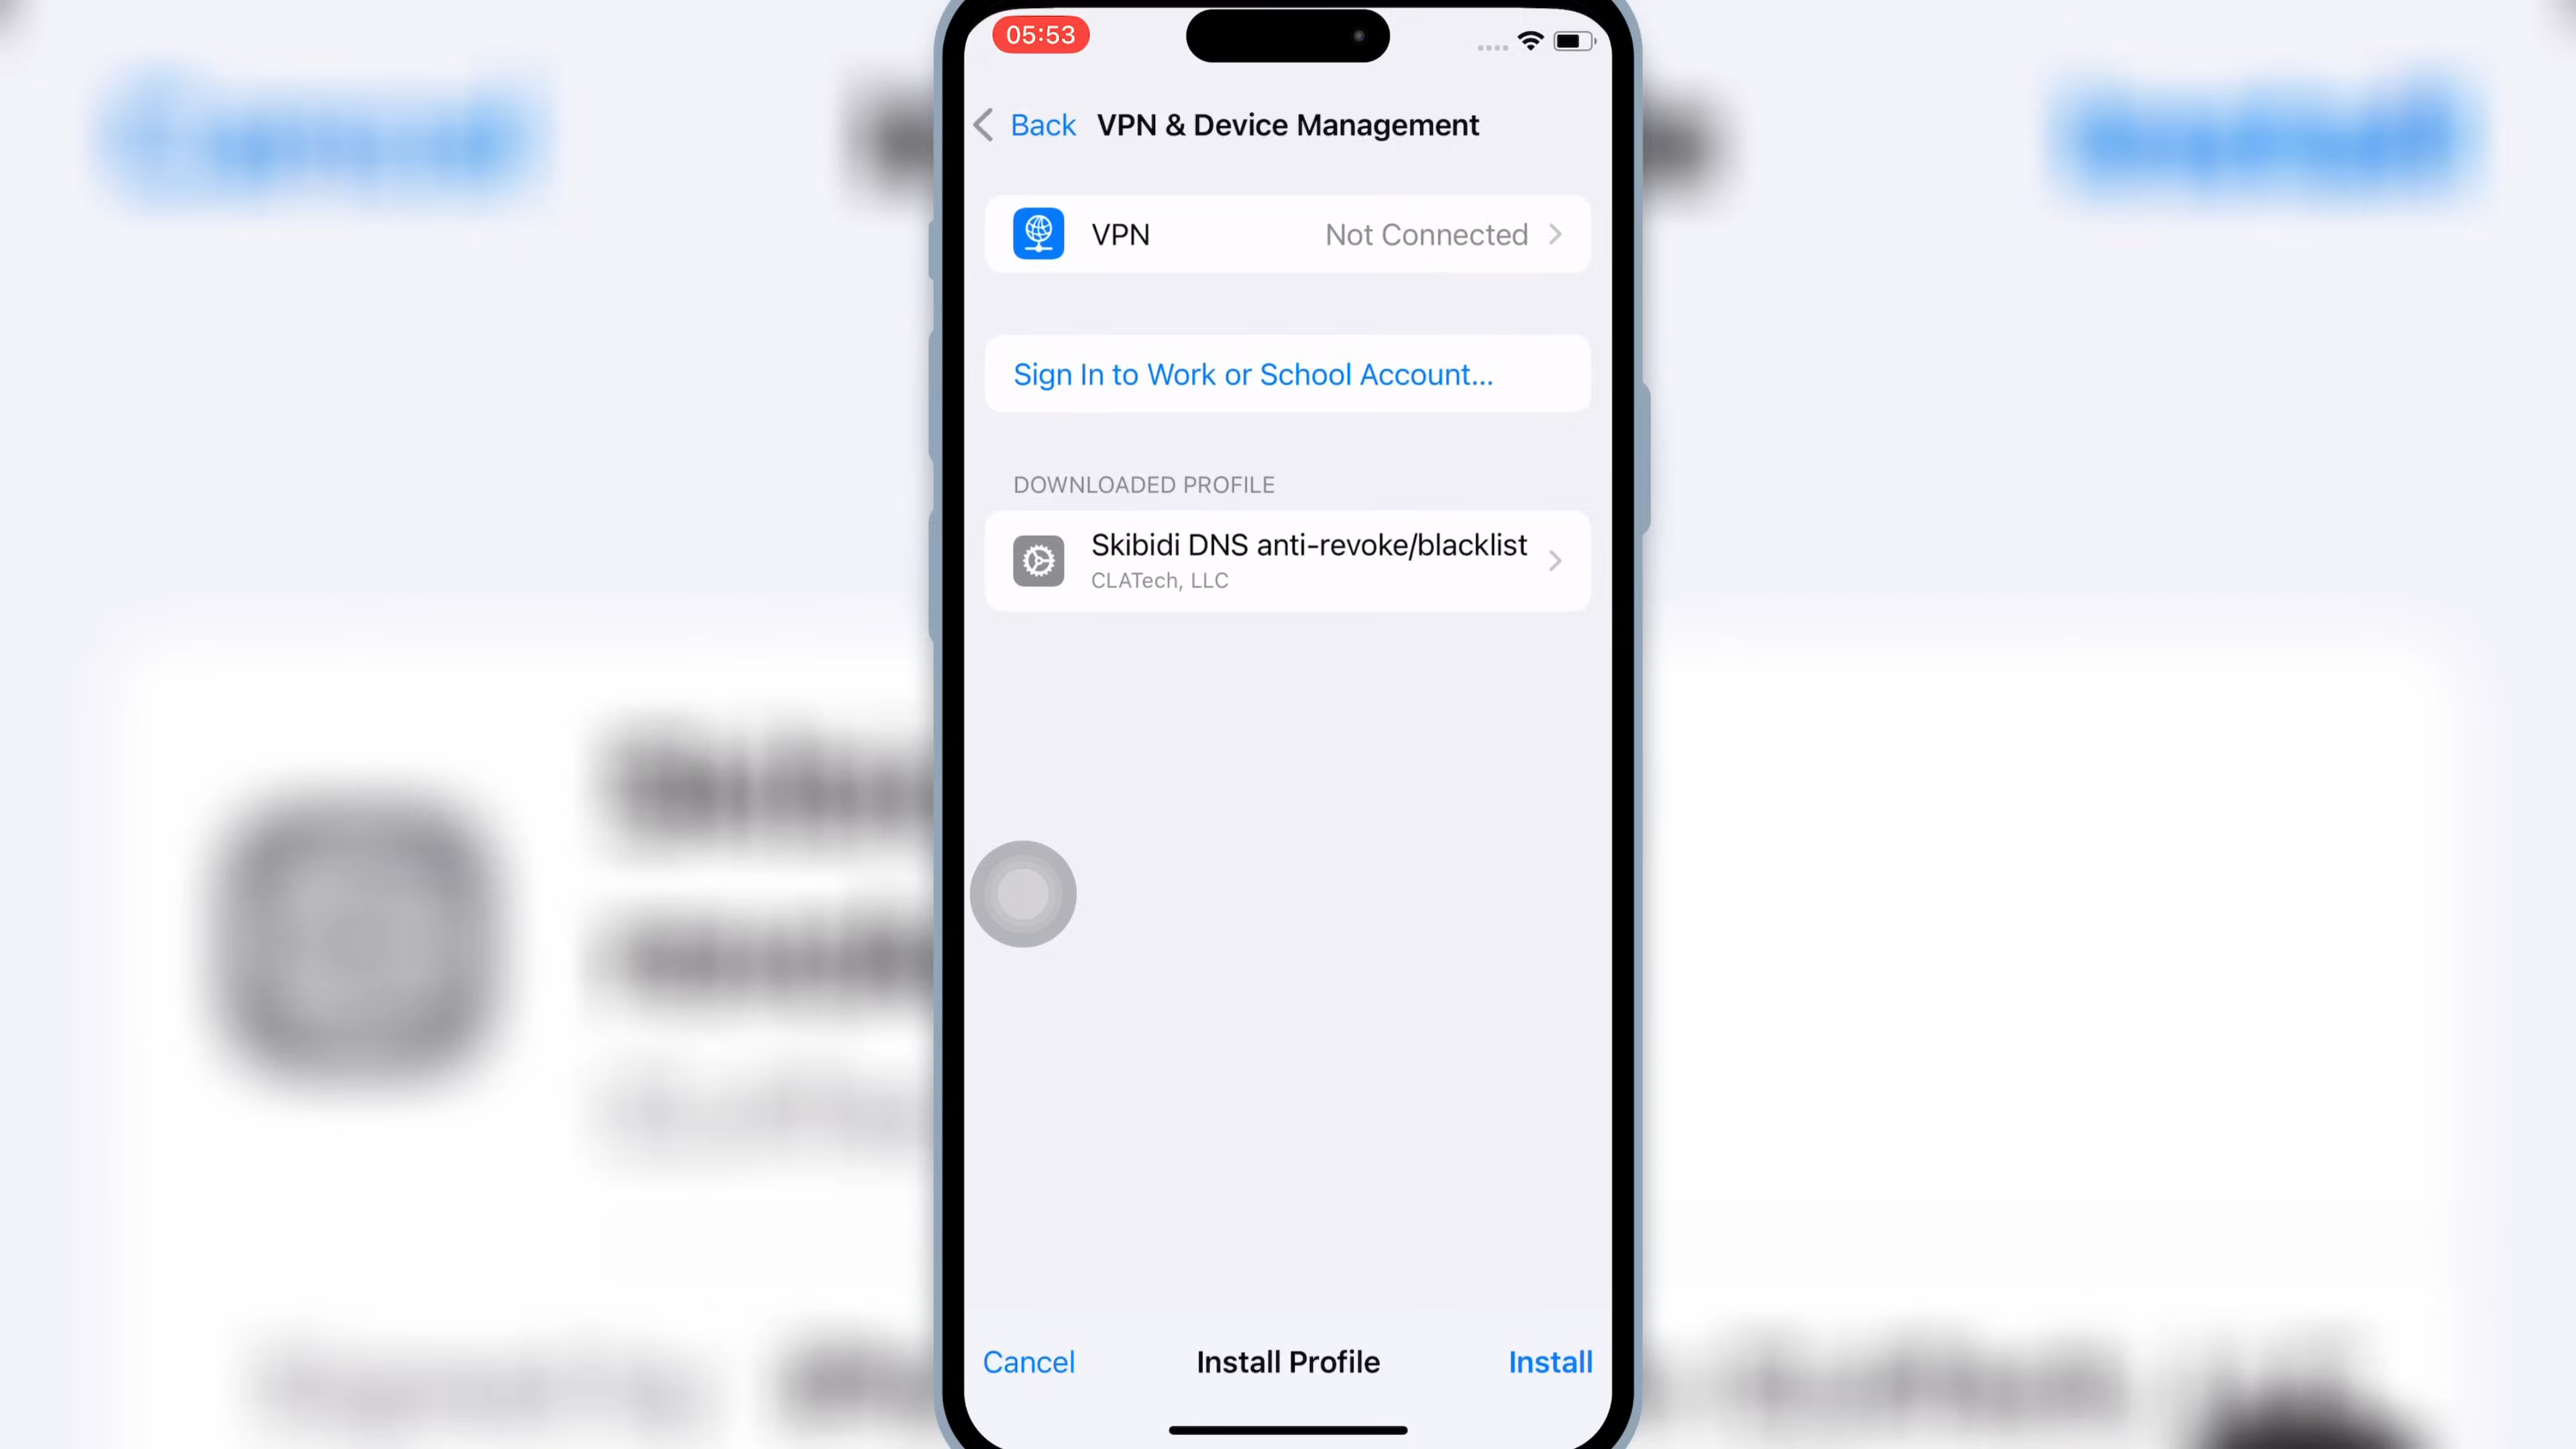 05:53
Back VPN & Device Management
VPN Not Connected
Sign In to Work or School Account...
DOWNLOADED PROFILE
Skibidi DNS anti-revoke/blacklist
CLATech, LLC
Cancel Install Profile Install